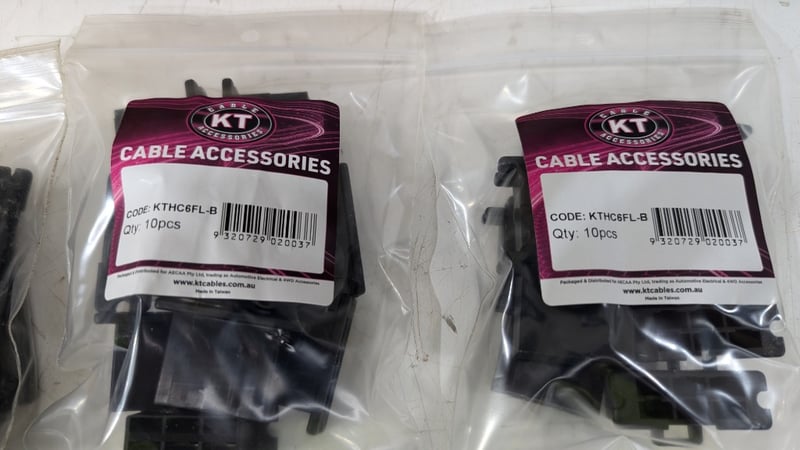 CABLE
KT
ACCESSORIES
CABLE ACCESSORIES
CODE: KTHC6FL-B
Qty: 10pcs
9 320729 020037
Packaged & Distributed for AECAA Pty Ltd, trading as Automotive Electrical & 4WD Accessories
www.ktcables.com.au
Made in Taiwan
CABLE
KT
ACCESSORIES
CABLE ACCESSORIES
CODE: KTHC6FL-B
Qty: 10pcs
9 320729 020037
Packaged & Distributed for AECAA Pty Ltd, trading as Automotive Electrical & 4WD Accessories
www.ktcables.com.au
Made in Taiwan